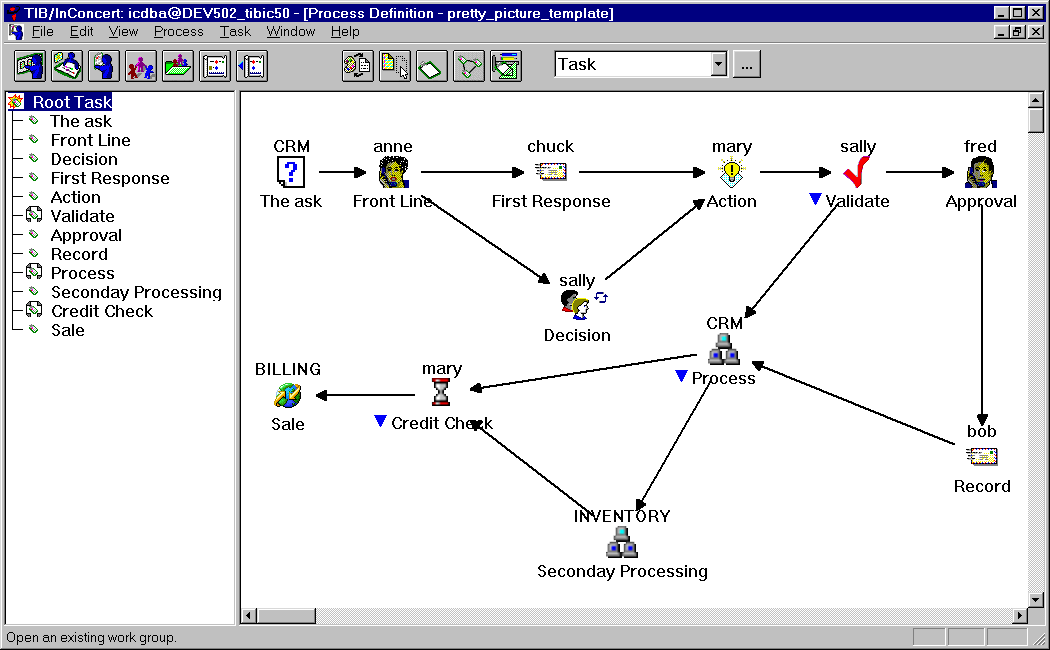 TIB/InConcert: icdba@DEV502_tibic50 - [Process Definition - pretty_picture_template]
File Edit View Process Task Window Help
Task
...
Root Task
The ask
Front Line
Decision
First Response
Action
Validate
Approval
Record
Process
Seconday Processing
Credit Check
Sale
CRM anne chuck mary sally fred
?
The ask Front Line First Response Action Validate Approval
sally
Decision
CRM
Process
BILLING mary
Sale Credit Check
bob
Record
INVENTORY
Seconday Processing
Open an existing work group.